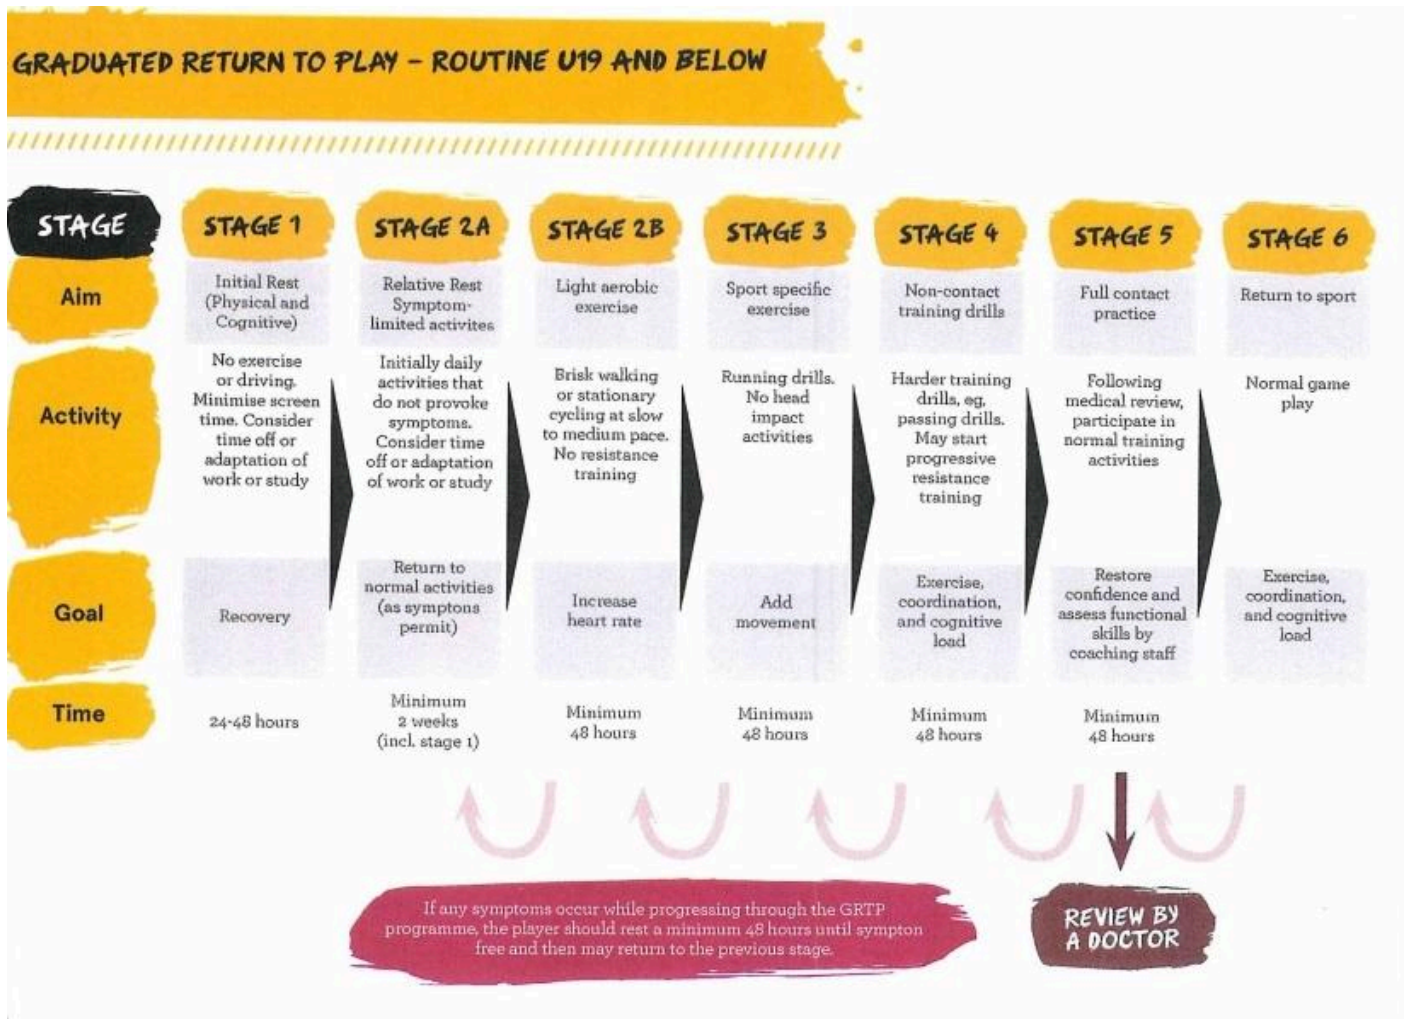 GRADUATED RETURN TO PLAY – ROUTINE U19 AND BELOW
STAGE
STAGE 1
STAGE 2A
STAGE 2B
STAGE 3
STAGE 4
STAGE 5
STAGE 6
Aim
Initial Rest
(Physical and
Cognitive)
Relative Rest
Symptom-
limited activites
Light aerobic
exercise
Sport specific
exercise
Non-contact
training drills
Full contact
practice
Return to sport
Activity
No exercise
or driving.
Minimise screen
time. Consider
time off or
adaptation of
work or study
Initially daily
activities that
do not provoke
symptoms.
Consider time
off or adaptation
of work or study
Brisk walking
or stationary
cycling at slow
to medium pace.
No resistance
training
Running drills.
No head
impact
activities
Harder training
drills, eg,
passing drills.
May start
progressive
resistance
training
Following
medical review,
participate in
normal training
activities
Normal game
play
Goal
Recovery
Return to
normal activities
(as symptons
permit)
Increase
heart rate
Add
movement
Exercise,
coordination,
and cognitive
load
Restore
confidence and
assess functional
skills by
coaching staff
Exercise,
coordination,
and cognitive
load
Time
24-48 hours
Minimum
2 weeks
(incl. stage 1)
Minimum
48 hours
Minimum
48 hours
Minimum
48 hours
Minimum
48 hours
If any symptoms occur while progressing through the GRTP
programme, the player should rest a minimum 48 hours until sympton
free and then may return to the previous stage.
REVIEW BY
A DOCTOR